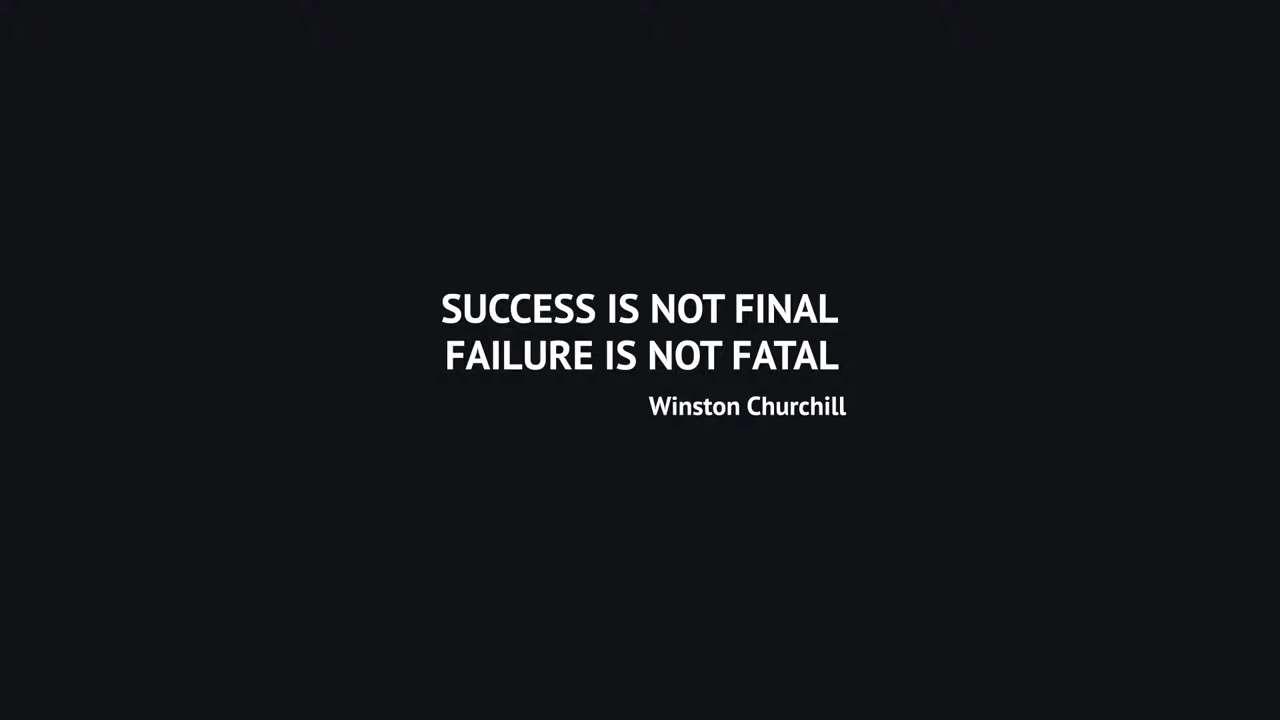 SUCCESS IS NOT FINAL
FAILURE IS NOT FATAL
Winston Churchill